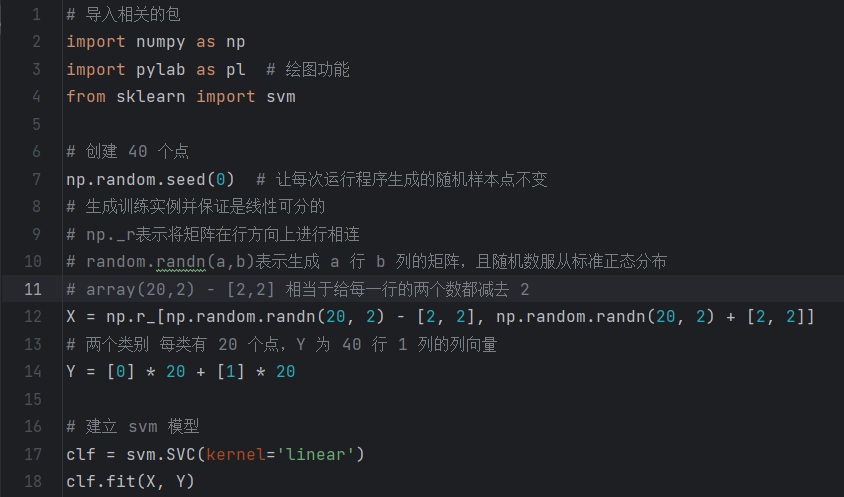 1 # 导入相关的包
2 import numpy as np
3 import pylab as pl  # 绘图功能
4 from sklearn import svm
5
6 # 创建 40 个点
7 np.random.seed(0)  # 让每次运行程序生成的随机样本点不变
8 # 生成训练实例并保证是线性可分的
9 # np._r表示将矩阵在行方向上进行相连
10 # random.randn(a,b)表示生成 a 行 b 列的矩阵，且随机数服从标准正态分布
11 # array(20,2) - [2,2] 相当于给每一行的两个数都减去 2
12 X = np.r_[np.random.randn(20, 2) - [2, 2], np.random.randn(20, 2) + [2, 2]]
13 # 两个类别 每类有 20 个点，Y 为 40 行 1 列的列向量
14 Y = [0] * 20 + [1] * 20
15
16 # 建立 svm 模型
17 clf = svm.SVC(kernel='linear')
18 clf.fit(X, Y)